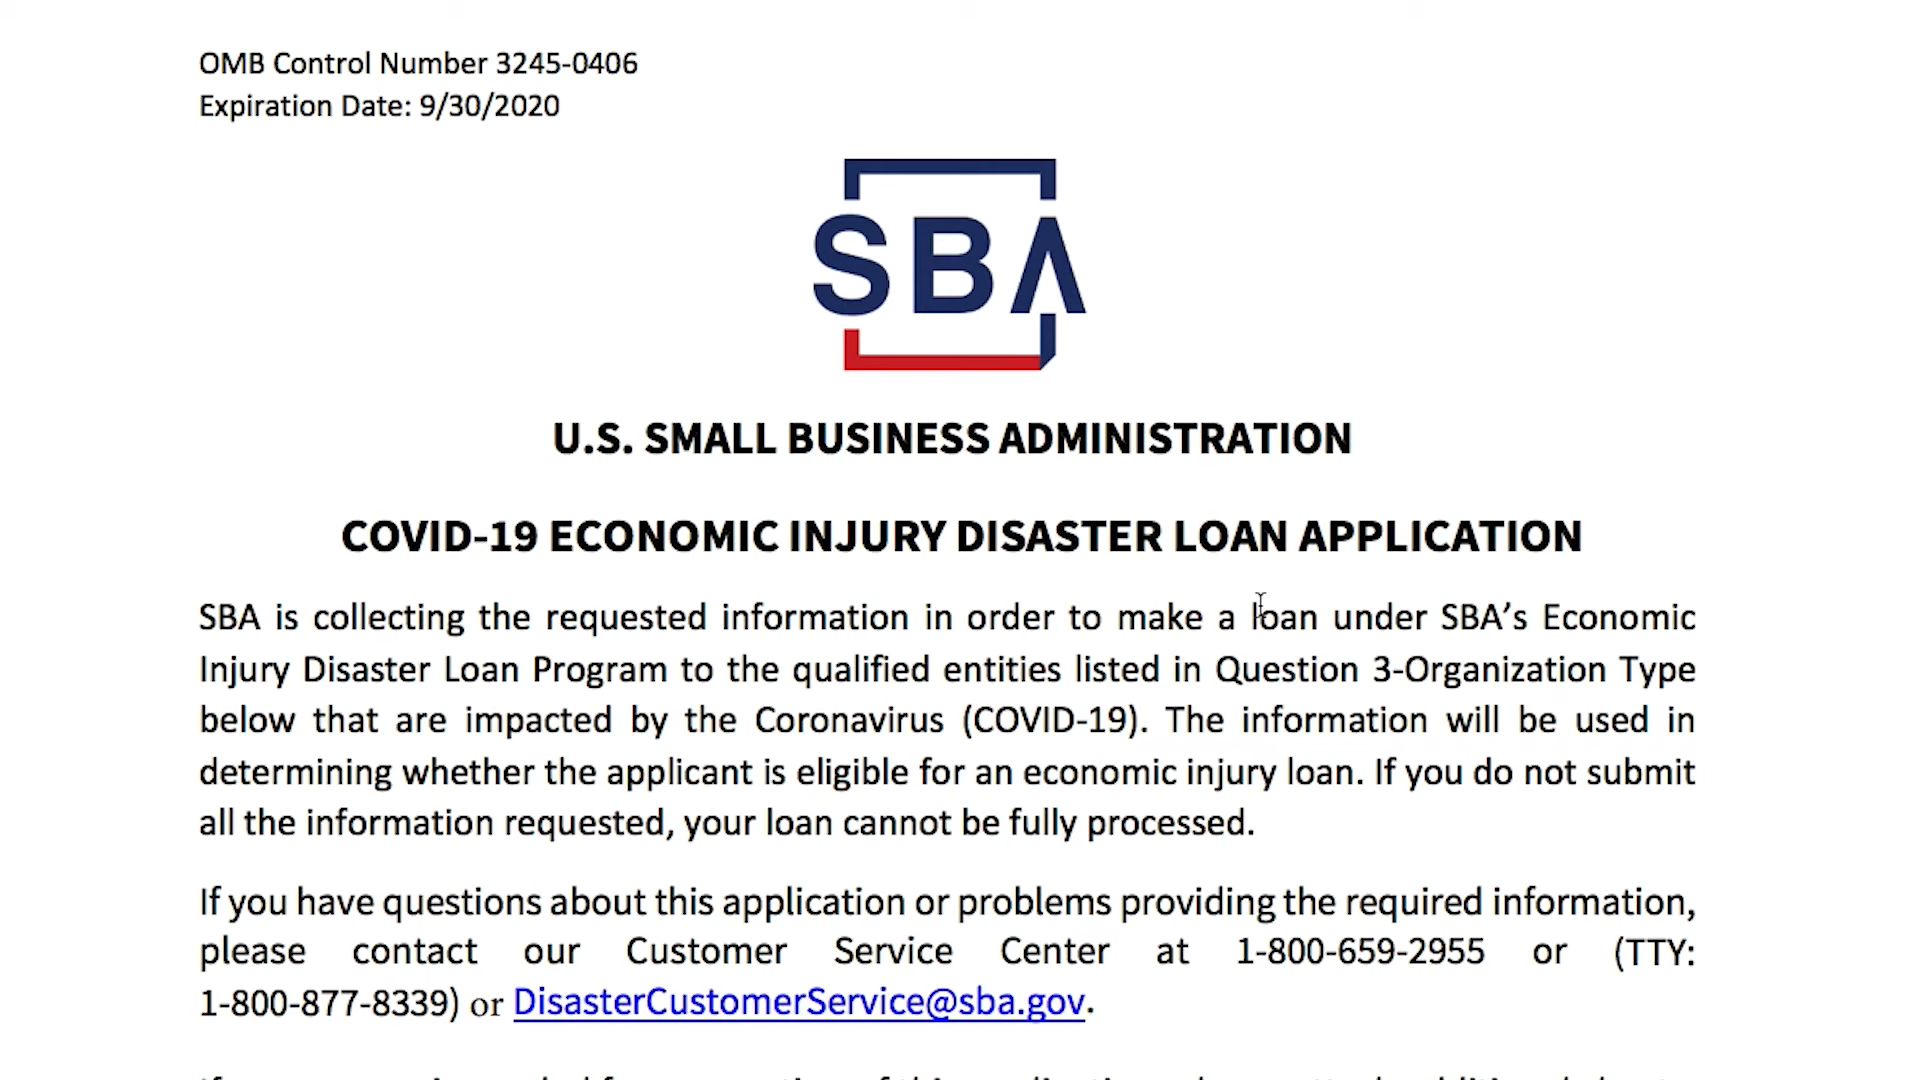 OMB Control Number 3245-0406
Expiration Date: 9/30/2020
SBA
U.S. SMALL BUSINESS ADMINISTRATION
COVID-19 ECONOMIC INJURY DISASTER LOAN APPLICATION
SBA is collecting the requested information in order to make a loan under SBA’s Economic
Injury Disaster Loan Program to the qualified entities listed in Question 3-Organization Type
below that are impacted by the Coronavirus (COVID-19). The information will be used in
determining whether the applicant is eligible for an economic injury loan. If you do not submit
all the information requested, your loan cannot be fully processed.
If you have questions about this application or problems providing the required information,
please contact our Customer Service Center at 1-800-659-2955 or (TTY:
1-800-877-8339) or DisasterCustomerService@sba.gov.